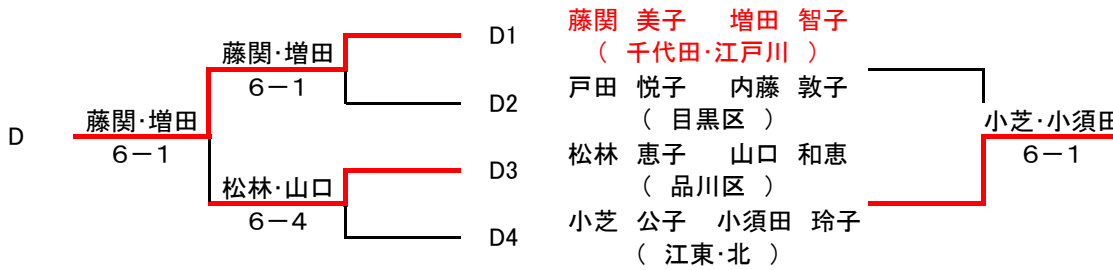 藤関 美子 増田 智子
D1
藤関・増田
( 千代田・江戸川 )
6-1
戸田 悦子 内藤 敦子
D2
藤関・増田
( 目黒区 )
小芝・小須田
D
6-1
松林 恵子 山口 和恵
6-1
D3
松林・山口
( 品川区 )
6-4
小芝 公子 小須田 玲子
D4
( 江東・北 )